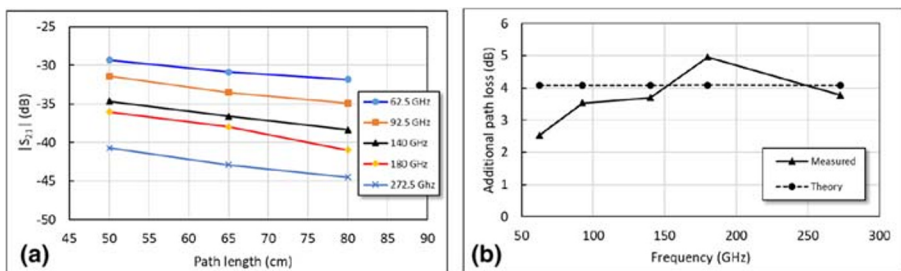 -25
-30
-35
-40
-45
-50
|S21| (dB)
62.5 GHz
92.5 GHz
140 GHz
180 GHz
272.5 Ghz
45 50 55 60 65 70 75 80 85 90
Path length (cm)
(a)
6
5
4
3
2
1
0
Additional path loss (dB)
Measured
Theory
50 100 150 200 250 300
Frequency (GHz)
(b)